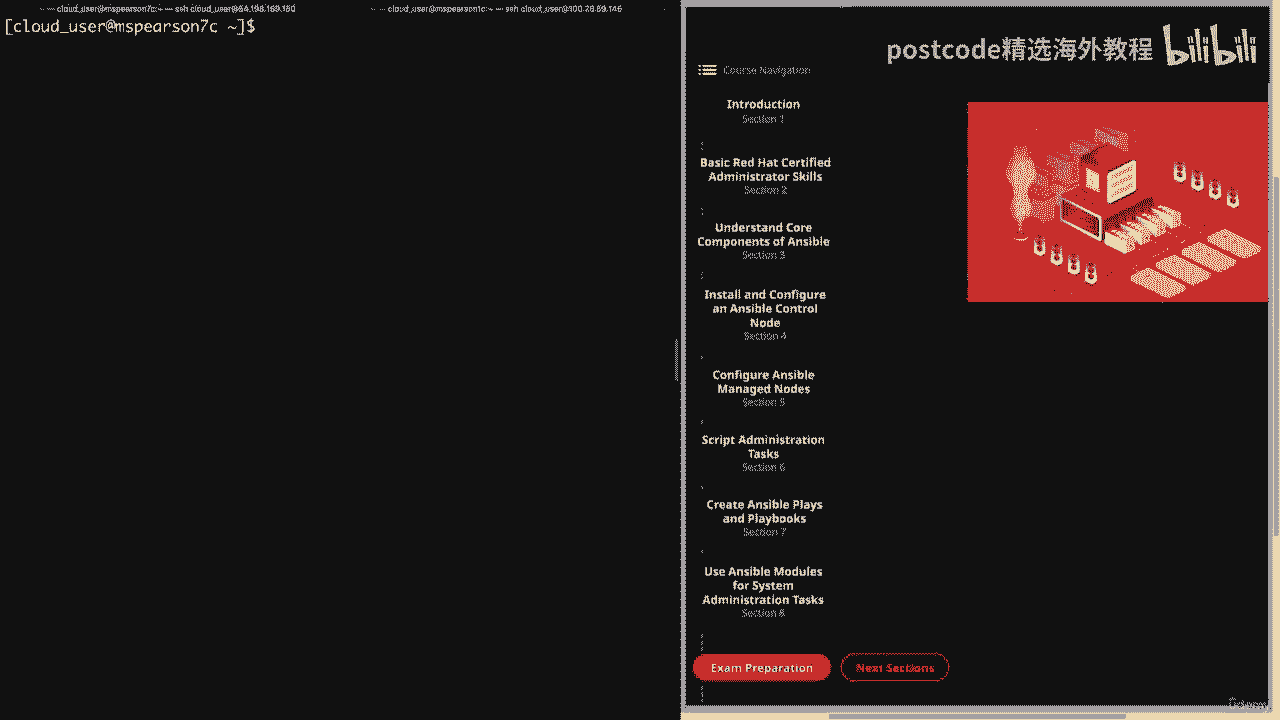 cloud_user@mspearson7c:~ — ssh cloud_user@54.198.169.150
cloud_user@mspearson1c:~ — ssh cloud_user@100.26.59.146
[cloud_user@mspearson7c ~]$
postcode精选海外教程 bilibili
Course Navigation
Introduction
Section 1
Basic Red Hat Certified
Administrator Skills
Section 2
Understand Core
Components of Ansible
Section 3
Install and Configure
an Ansible Control
Node
Section 4
Configure Ansible
Managed Nodes
Section 5
Script Administration
Tasks
Section 6
Create Ansible Plays
and Playbooks
Section 7
Use Ansible Modules
for System
Administration Tasks
Section 8
Exam Preparation
Next Sections
Udemy